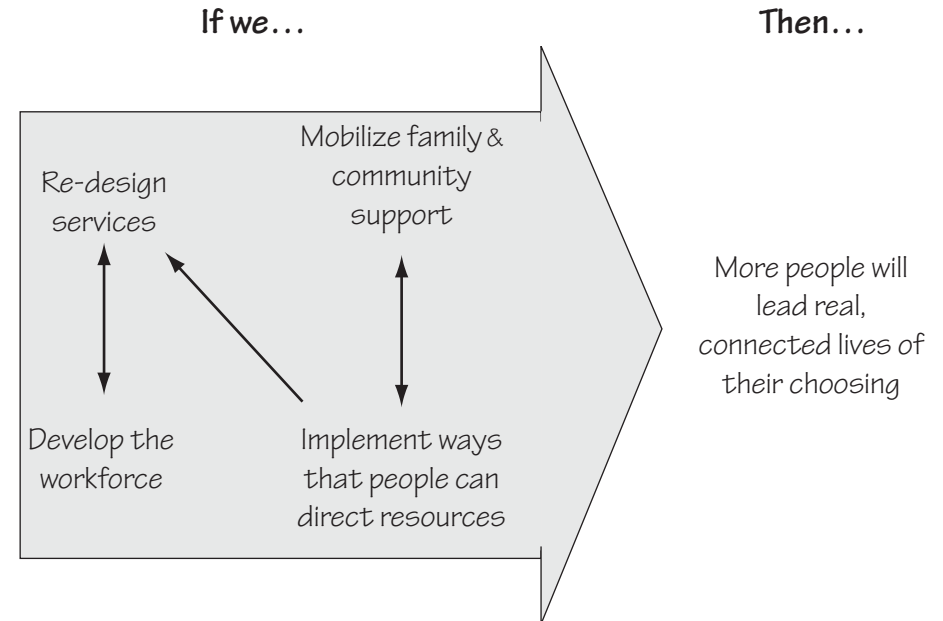 If we...
Then...
Mobilize family &
community
support
Re-design
services
More people will
lead real,
connected lives of
their choosing
Develop the
workforce
Implement ways
that people can
direct resources